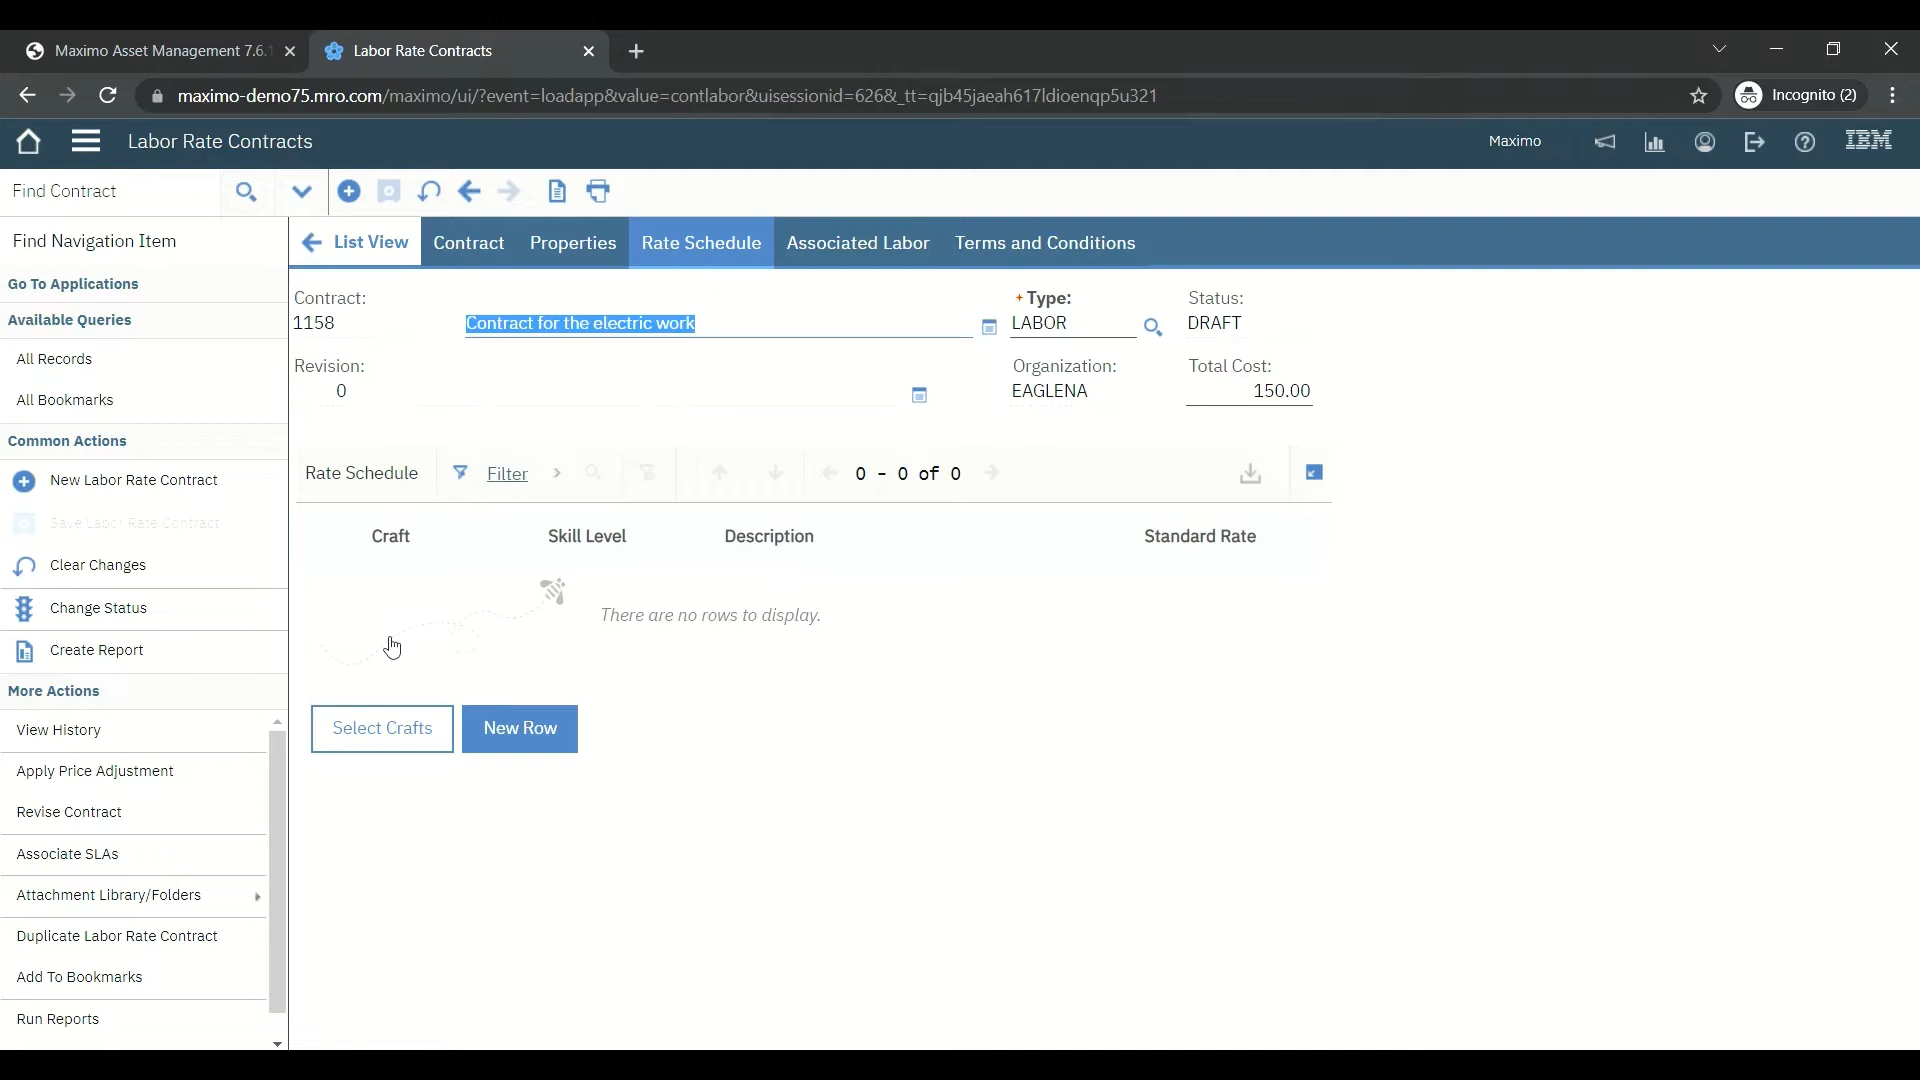 Maximo Asset Management 7.6.1
Labor Rate Contracts
maximo-demo75.mro.com/maximo/ui/?event=loadapp&value=contlabor&uisessionid=626&_tt=qjb45jaeah617ldioenqp5u321
Incognito (2)
Labor Rate Contracts
Maximo
IBM
Find Contract
Find Navigation Item
List View
Contract
Properties
Rate Schedule
Associated Labor
Terms and Conditions
Go To Applications
Available Queries
All Records
All Bookmarks
Common Actions
New Labor Rate Contract
Save Labor Rate Contract
Clear Changes
Change Status
Create Report
More Actions
View History
Apply Price Adjustment
Revise Contract
Associate SLAs
Attachment Library/Folders
Duplicate Labor Rate Contract
Add To Bookmarks
Run Reports
Contract:
1158
Contract for the electric work
Type:
LABOR
Status:
DRAFT
Revision:
0
Organization:
EAGLENA
Total Cost:
150.00
Rate Schedule
Filter
0 - 0 of 0
Craft
Skill Level
Description
Standard Rate
There are no rows to display.
Select Crafts
New Row